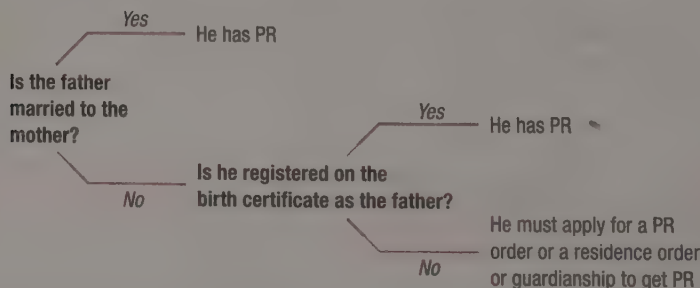 Yes
He has PR
Is the father
married to the
mother?
No
Is he registered on the
birth certificate as the father?
Yes
He has PR
No
He must apply for a PR
order or a residence order
or guardianship to get PR